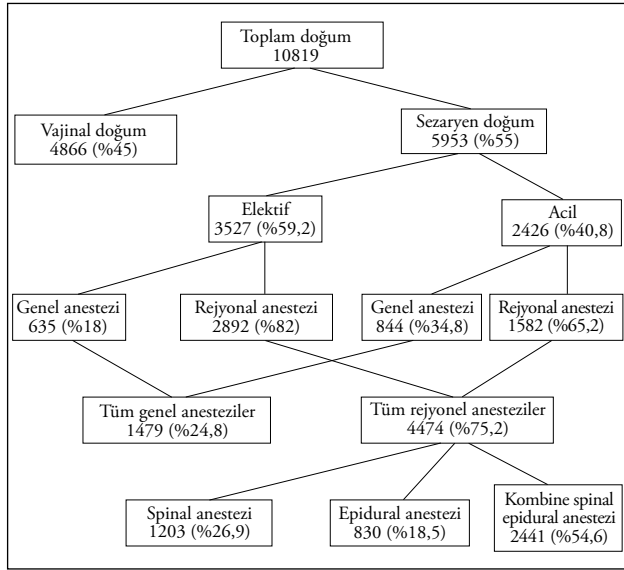 Toplam doğum
10819
Vajinal doğum
4866 (%45)
Sezaryen doğum
5953 (%55)
Elektif
3527 (%59,2)
Acil
2426 (%40,8)
Genel anestezi
635 (%18)
Rejyonal anestezi
2892 (%82)
Genel anestezi
844 (%34,8)
Rejyonal anestezi
1582 (%65,2)
Tüm genel anesteziler
1479 (%24,8)
Tüm rejyonel anesteziler
4474 (%75,2)
Spinal anestezi
1203 (%26,9)
Epidural anestezi
830 (%18,5)
Kombine spinal
epidural anestezi
2441 (%54,6)